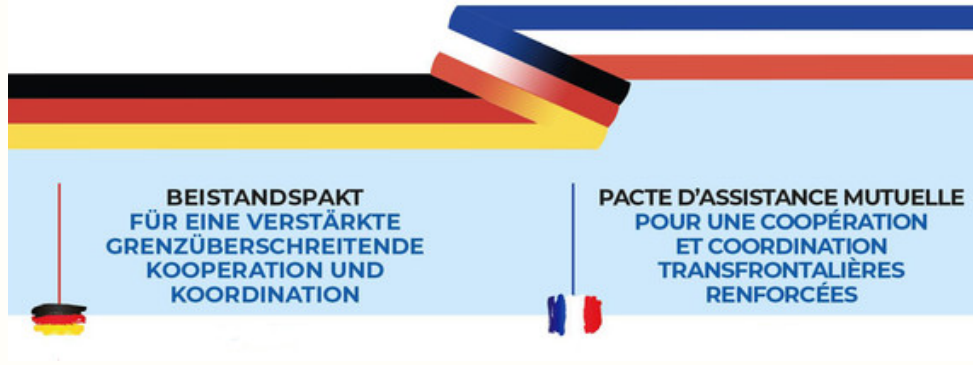 BEISTANDSPAKT
FÜR EINE VERSTÄRKTE
GRENZÜBERSCHREITENDE
KOOPERATION UND
KOORDINATION
PACTE D'ASSISTANCE MUTUELLE
POUR UNE COOPÉRATION
ET COORDINATION
TRANSFRONTALIÈRES
RENFORCÉES